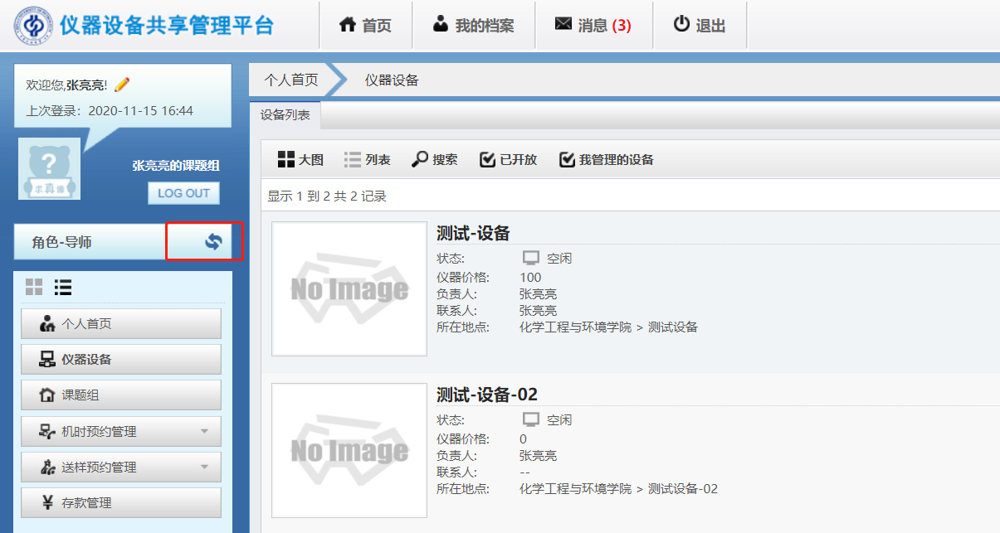 仪器设备共享管理平台
首页
我的档案
消息 (3)
退出
欢迎您,张亮亮!
上次登录：2020-11-15 16:44
?
求真像
张亮亮的课题组
LOG OUT
角色-导师
个人首页
仪器设备
课题组
机时预约管理
送样预约管理
存款管理
个人首页
仪器设备
设备列表
大图
列表
搜索
已开放
我管理的设备
显示 1 到 2 共 2 记录
No Image
测试-设备
状态: 空闲
仪器价格: 100
负责人: 张亮亮
联系人: 张亮亮
所在地点: 化学工程与环境学院 > 测试设备
No Image
测试-设备-02
状态: 空闲
仪器价格: 0
负责人: 张亮亮
联系人: --
所在地点: 化学工程与环境学院 > 测试设备-02